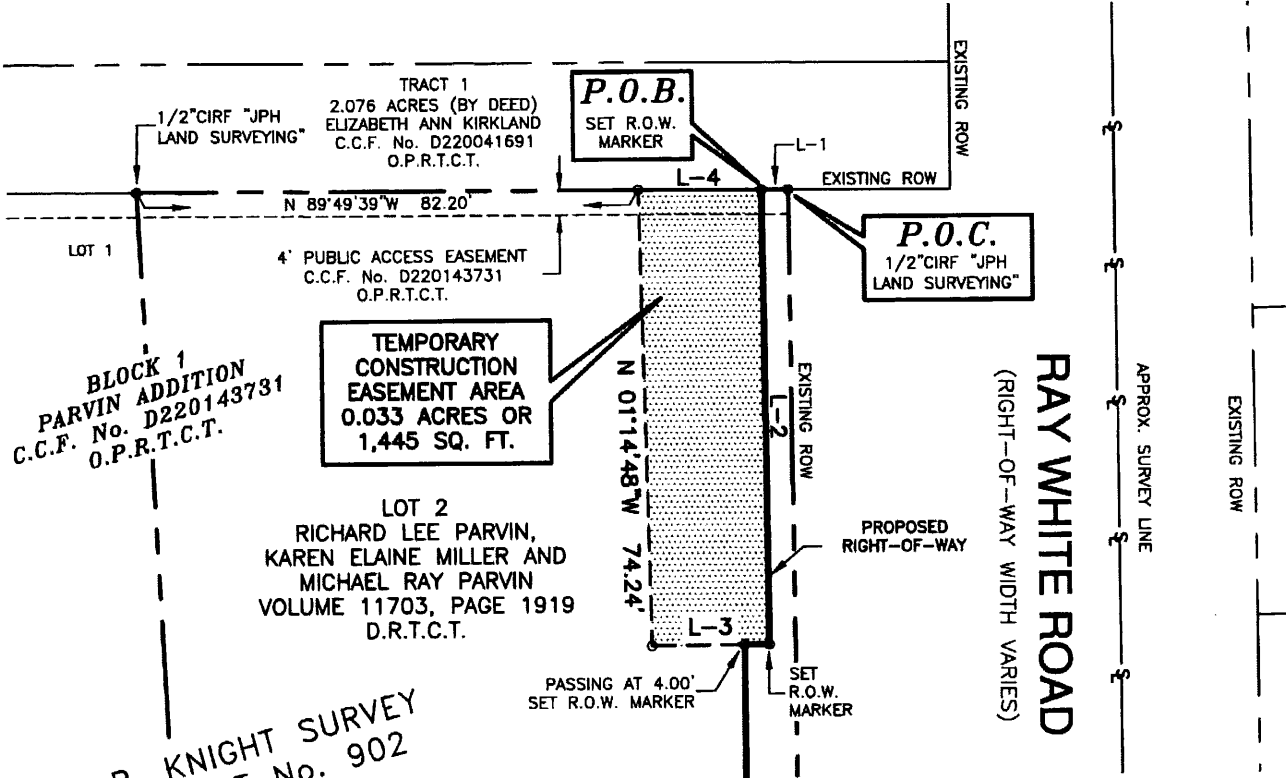 TRACT 1
2.076 ACRES (BY DEED)
ELIZABETH ANN KIRKLAND
C.C.F. No. D220041691
O.P.R.T.C.T.
1/2"CIRF "JPH
LAND SURVEYING"
P.O.B.
SET R.O.W.
MARKER
L-1
EXISTING ROW
EXISTING ROW
L-4
N 89°49'39"W 82.20'
LOT 1
4' PUBLIC ACCESS EASEMENT
C.C.F. No. D220143731
O.P.R.T.C.T.
P.O.C.
1/2"CIRF "JPH
LAND SURVEYING"
TEMPORARY
CONSTRUCTION
EASEMENT AREA
0.033 ACRES OR
1,445 SQ. FT.
BLOCK 1
PARVIN ADDITION
C.C.F. No. D220143731
O.P.R.T.C.T.
N 01°14'48"W 74.24'
L-2
EXISTING ROW
RAY WHITE ROAD
(RIGHT-OF-WAY WIDTH VARIES)
APPROX. SURVEY LINE
EXISTING ROW
LOT 2
RICHARD LEE PARVIN,
KAREN ELAINE MILLER AND
MICHAEL RAY PARVIN
VOLUME 11703, PAGE 1919
D.R.T.C.T.
PROPOSED
RIGHT-OF-WAY
L-3
PASSING AT 4.00'
SET R.O.W. MARKER
SET
R.O.W.
MARKER
KNIGHT SURVEY
No. 902